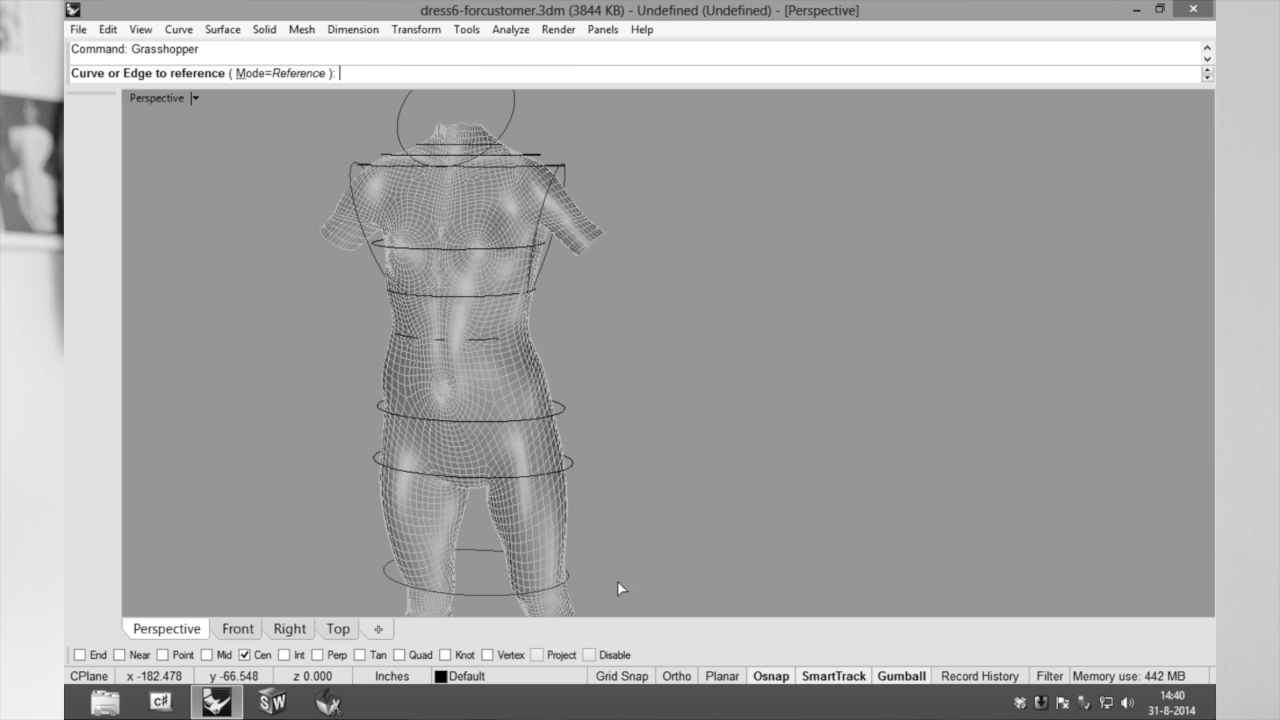 dress6-forcustomer.3dm (3844 KB) - Undefined (Undefined) - [Perspective]
File Edit View Curve Surface Solid Mesh Dimension Transform Tools Analyze Render Panels Help
Command: Grasshopper
Curve or Edge to reference ( Mode=Reference ):
Perspective
Perspective Front Right Top
End Near Point Mid Cen Int Perp Tan Quad Knot Vertex Project Disable
CPlane x -182.478 y -66.548 z 0.000 Inches Default Grid Snap Ortho Planar Osnap SmartTrack Gumball Record History Filter Memory use: 442 MB
C# SW 14:40
31-8-2014